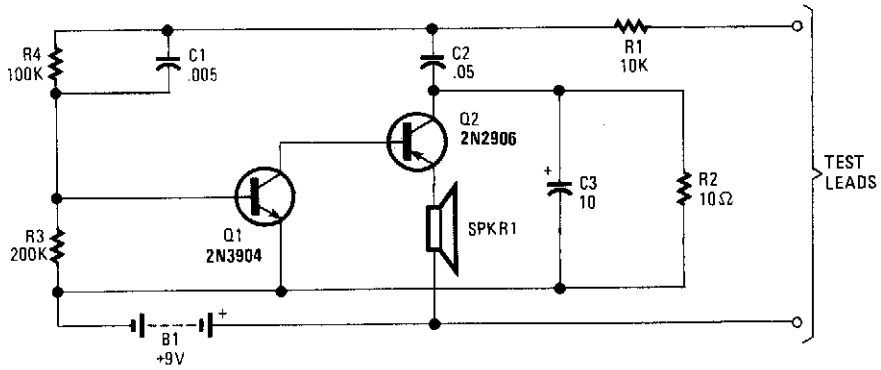 R4
100K
C1
.005
C2
.05
R1
10K
Q2
2N2906
Q1
2N3904
R3
200K
SPKR1
+
C3
10
R2
10Ω
TEST
LEADS
+
B1
+9V